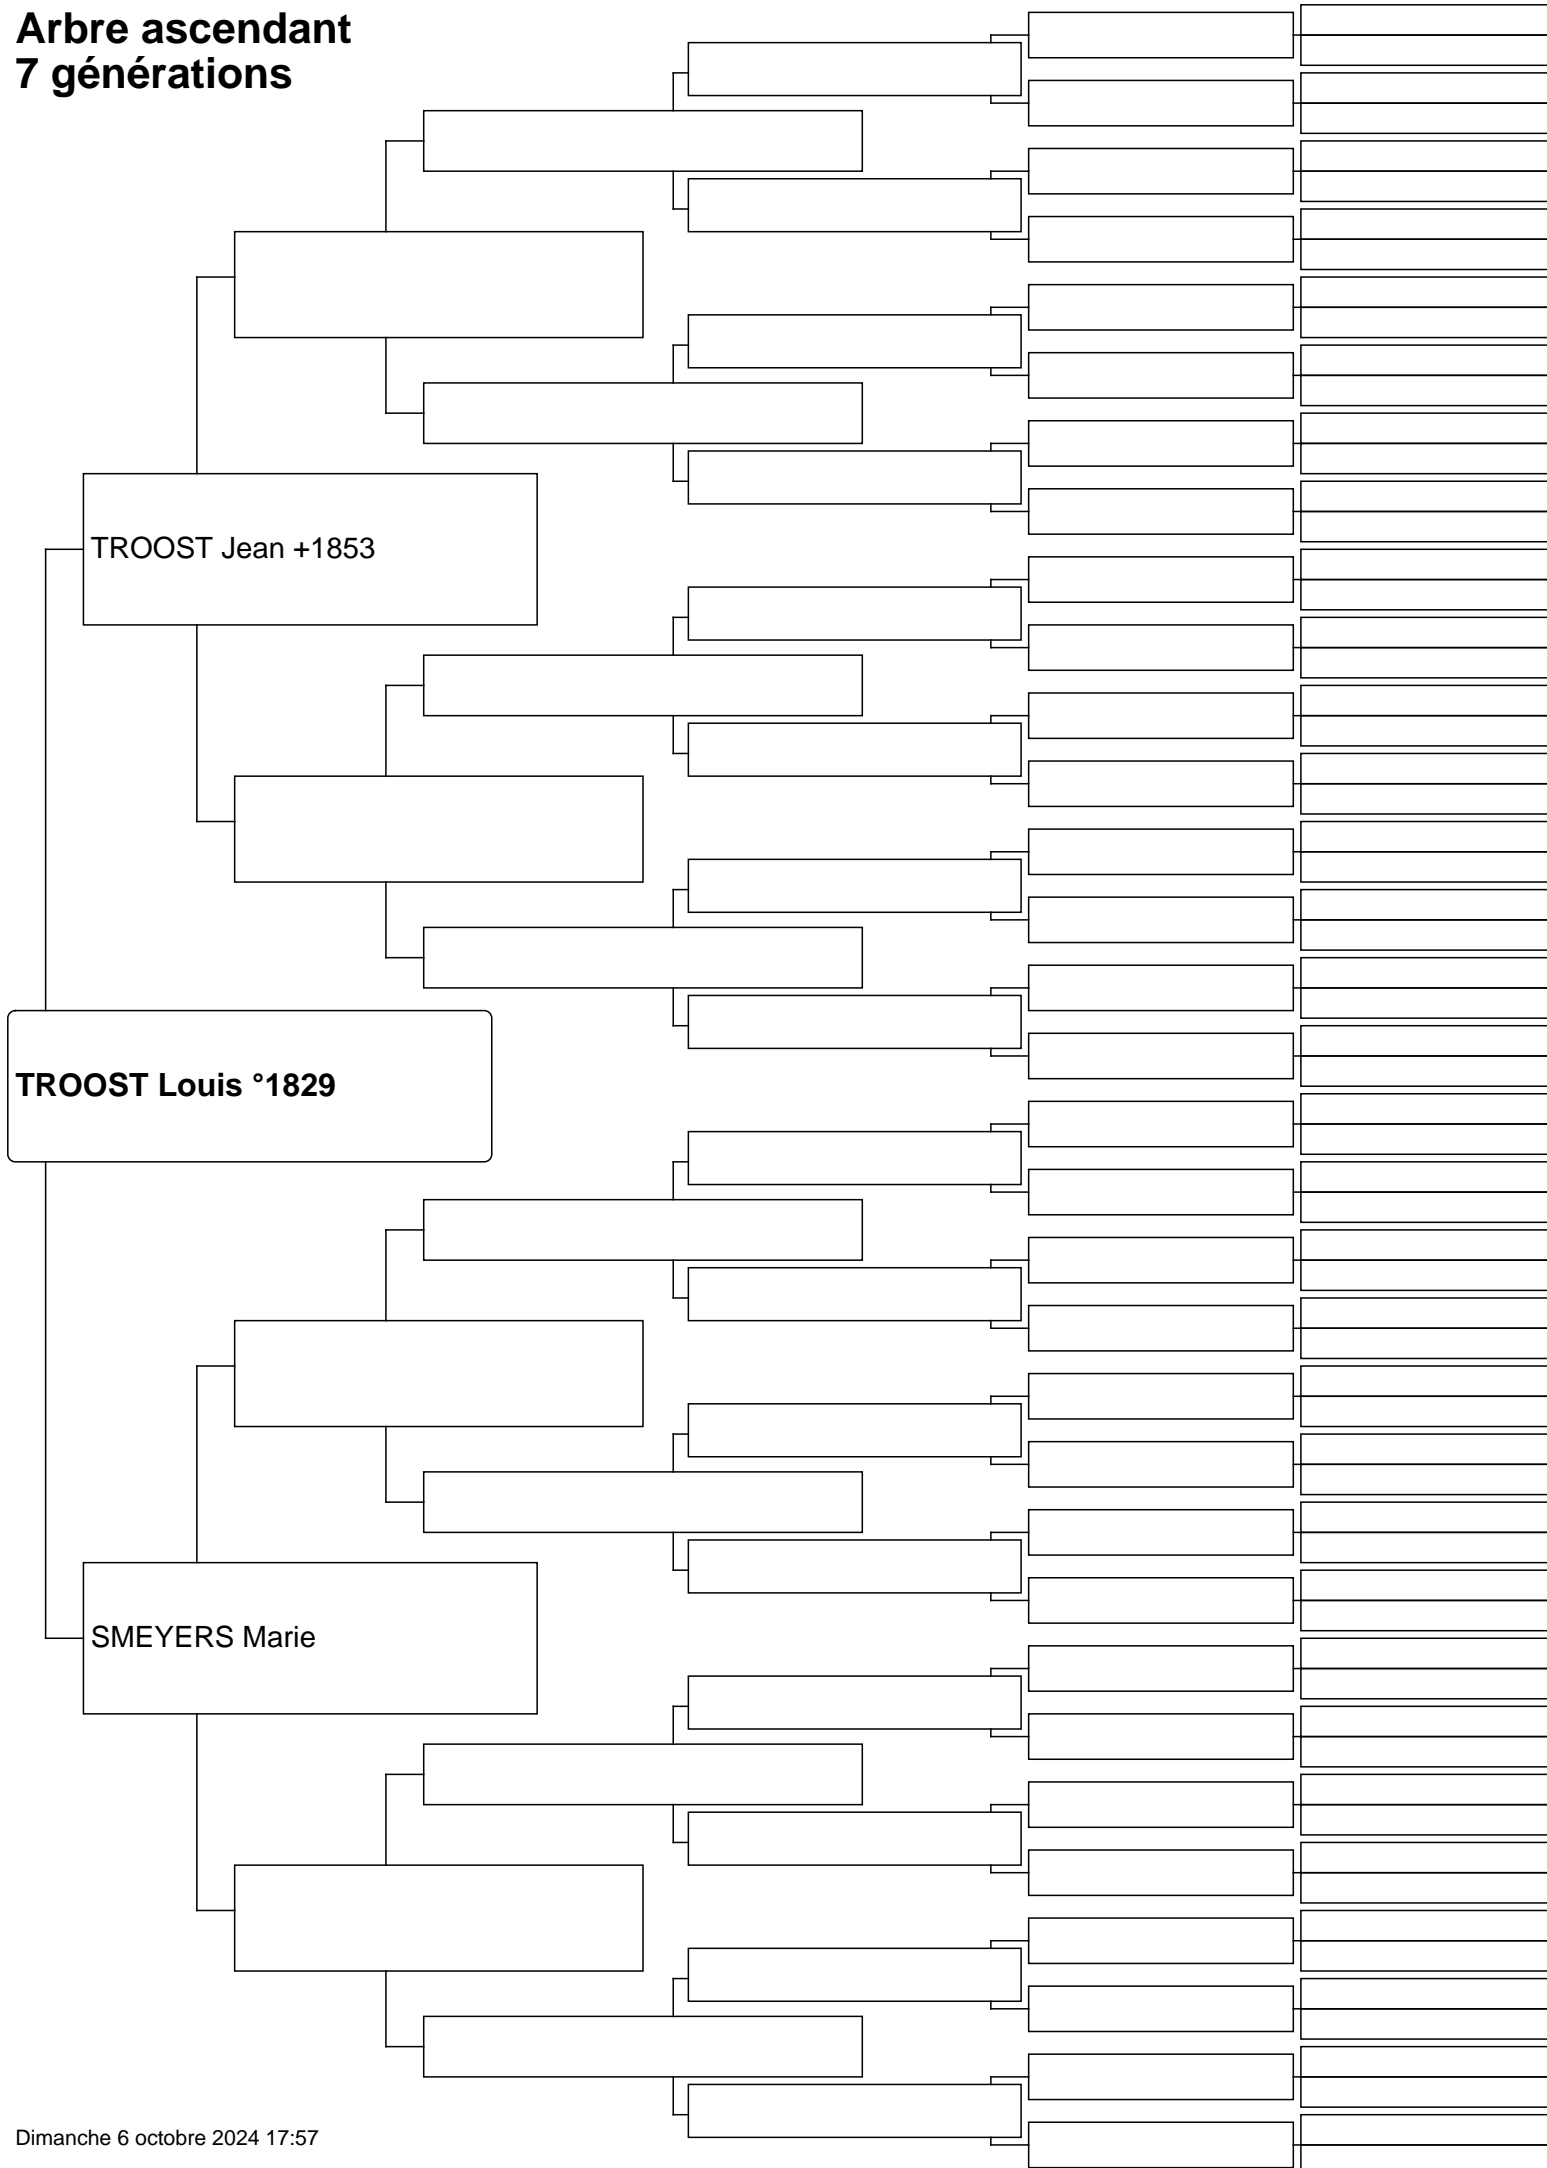 Arbre ascendant
7 générations
TROOST Jean +1853
TROOST Louis °1829
SMEYERS Marie
Dimanche 6 octobre 2024 17:57